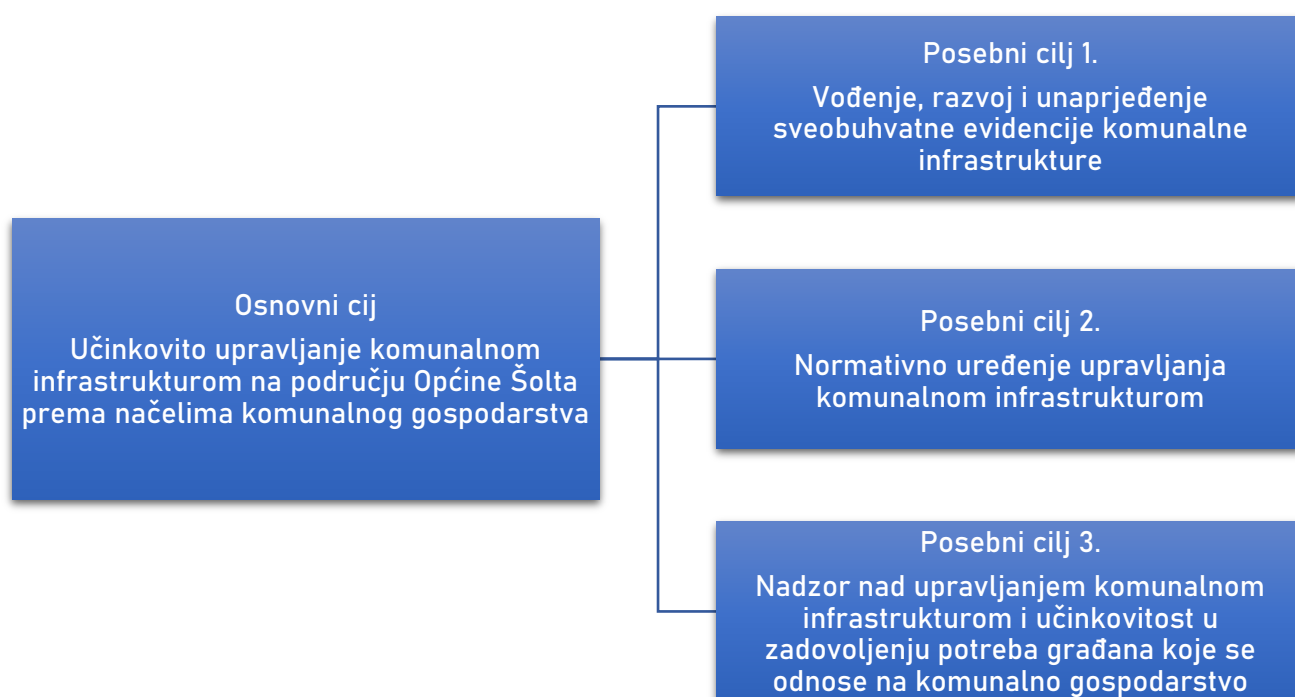 Osnovni cij
Učinkovito upravljanje komunalnom
infrastrukturom na području Općine Šolta
prema načelima komunalnog gospodarstva
Posebni cilj 1.
Vođenje, razvoj i unaprjeđenje
sveobuhvatne evidencije komunalne
infrastrukture
Posebni cilj 2.
Normativno uređenje upravljanja
komunalnom infrastrukturom
Posebni cilj 3.
Nadzor nad upravljanjem komunalnom
infrastrukturom i učinkovitost u
zadovoljenju potreba građana koje se
odnose na komunalno gospodarstvo